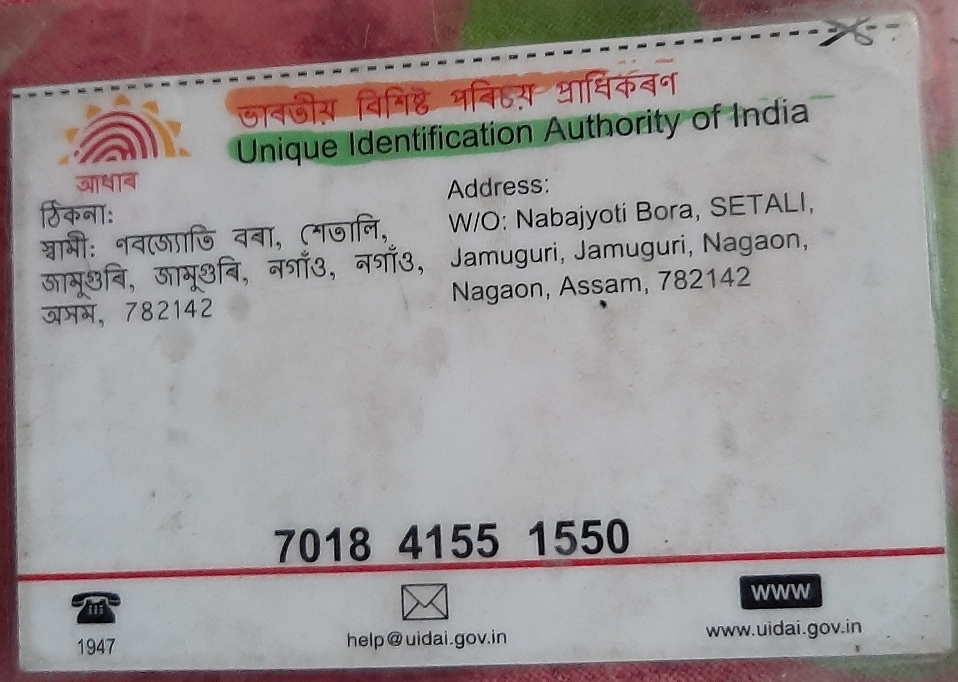 ভাৰতীয় বিশিষ্ট পৰিচয় প্ৰাধিকৰণ
Unique Identification Authority of India
আধাৰ
ঠিকনা:
স্বামী: নবজ্যোতি বৰা, শেতালি,
জামুগুৰি, জামুগুৰি, নগাঁও, নগাঁও,
অসম, 782142
Address:
W/O: Nabajyoti Bora, SETALI,
Jamuguri, Jamuguri, Nagaon,
Nagaon, Assam, 782142
7018 4155 1550
1947
help@uidai.gov.in
www
www.uidai.gov.in